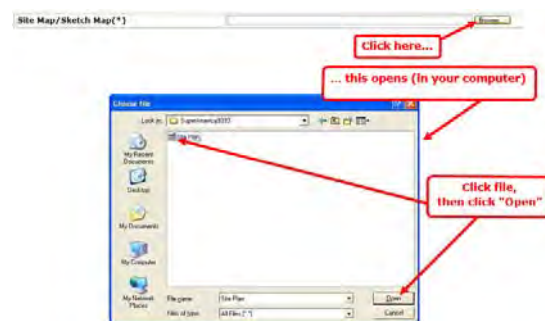 Site Map/Sketch Map(*)
Browse...
Click here...
... this opens (in your computer)
Choose file
Look in:
My Recent
Documents
Desktop
Site Plan
My Documents
Click file,
then click "Open"
My Computer
My Network
Places
File name:
Site Plan
Open
Files of type:
All Files (*.*)
Cancel